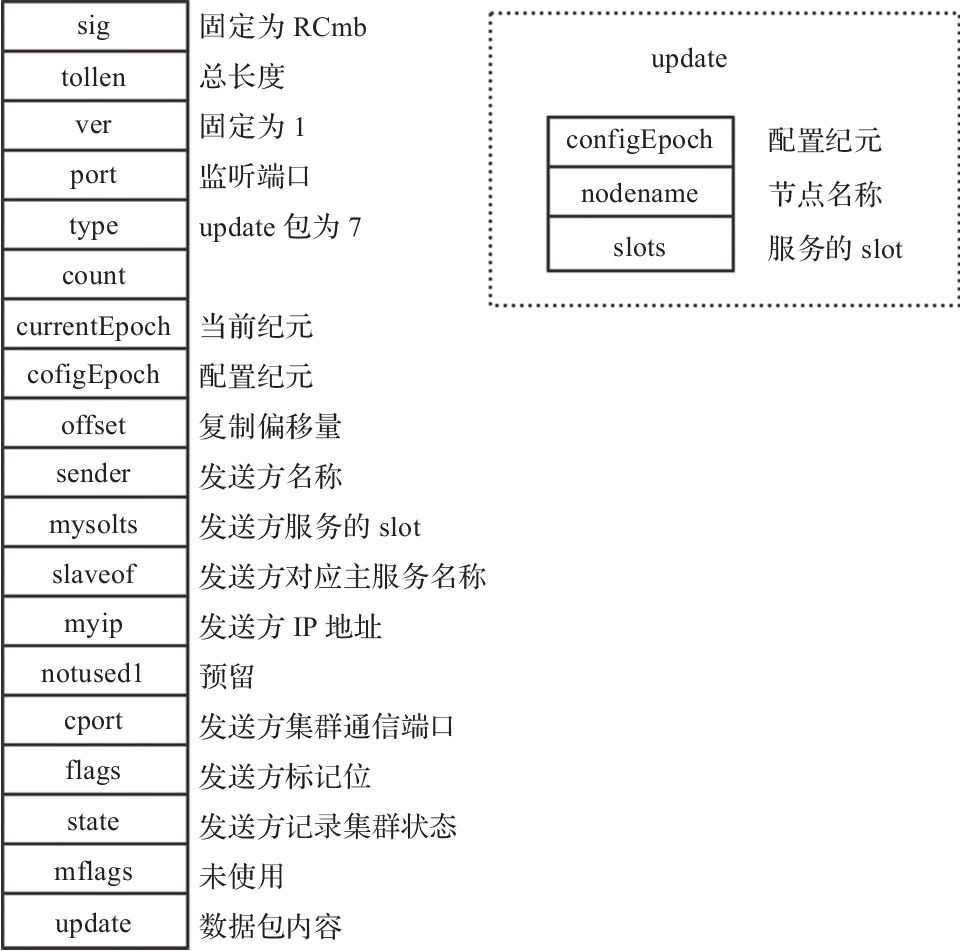 sig 固定为 RCmb
tollen 总长度
ver 固定为 1
port 监听端口
type update 包为 7
count
currentEpoch 当前纪元
cofigEpoch 配置纪元
offset 复制偏移量
sender 发送方名称
mysolts 发送方服务的 slot
slaveof 发送方对应主服务名称
myip 发送方 IP 地址
notused1 预留
cport 发送方集群通信端口
flags 发送方标记位
state 发送方记录集群状态
mflags 未使用
update 数据包内容
update
configEpoch 配置纪元
nodename 节点名称
slots 服务的 slot